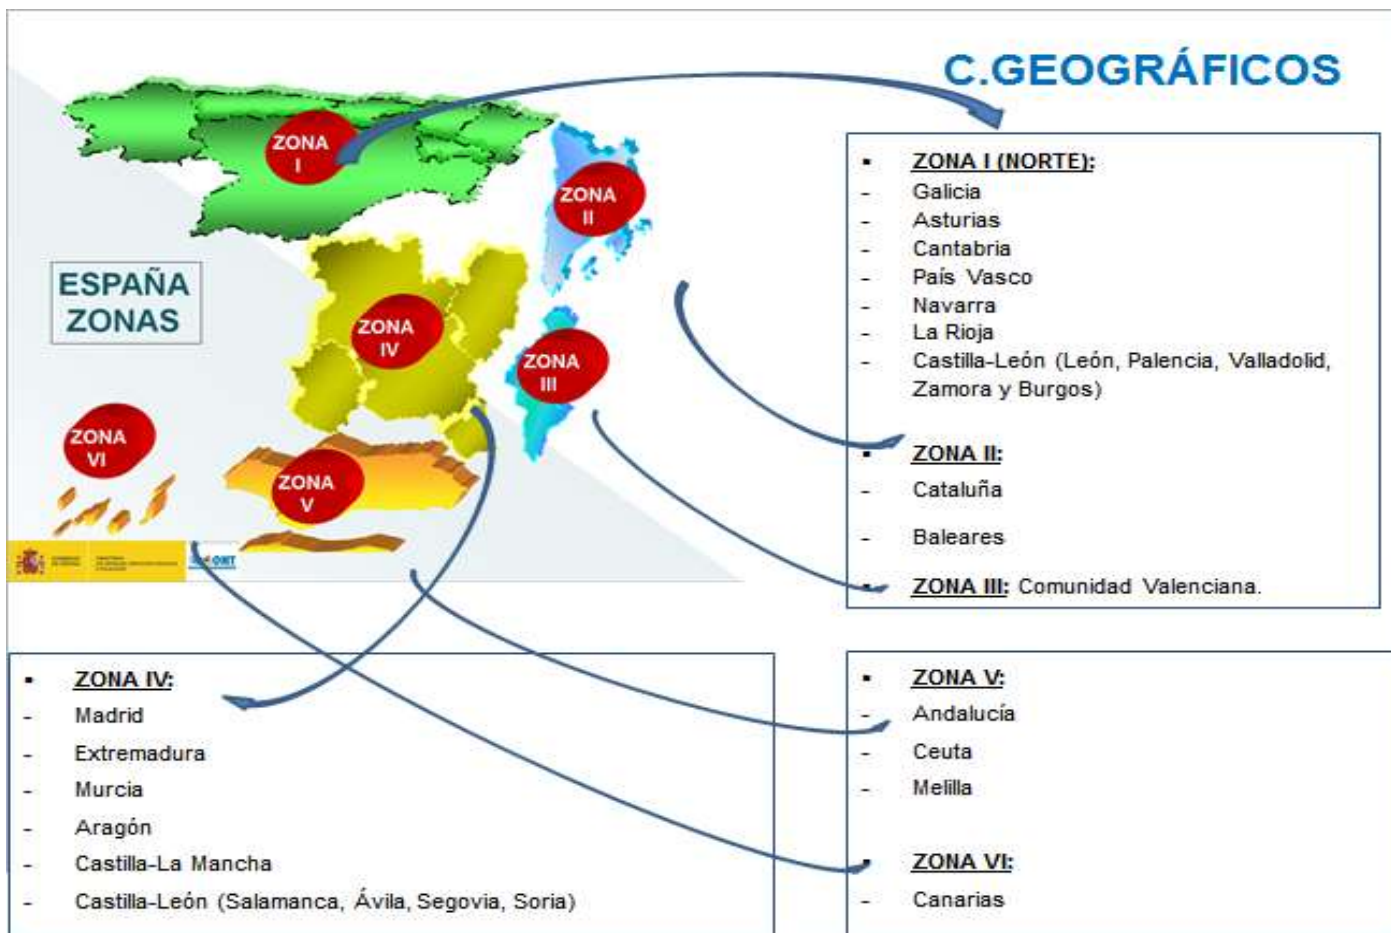 C.GEOGRÁFICOS
ZONA
I
ZONA
II
ESPAÑA
ZONAS
ZONA
IV
ZONA
III
ZONA
VI
ZONA
V
ONT
▪ ZONA I (NORTE):
- Galicia
- Asturias
- Cantabria
- País Vasco
- Navarra
- La Rioja
- Castilla-León (León, Palencia, Valladolid,
Zamora y Burgos)
▪ ZONA II:
- Cataluña
- Baleares
▪ ZONA III: Comunidad Valenciana.
▪ ZONA IV:
- Madrid
- Extremadura
- Murcia
- Aragón
- Castilla-La Mancha
- Castilla-León (Salamanca, Ávila, Segovia, Soria)
▪ ZONA V:
- Andalucía
- Ceuta
- Melilla
▪ ZONA VI:
- Canarias